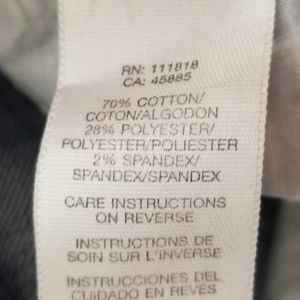 RN: 111818
CA: 45885
70% COTTON/
COTON/ALGODON
28% POLYESTER/
POLYESTER/POLIESTER
2% SPANDEX/
SPANDEX/SPANDEX
CARE INSTRUCTIONS
ON REVERSE
INSTRUCTIONS DE
SOIN SUR L'INVERSE
INSTRUCCIONES DEL
CUIDADO EN REVES